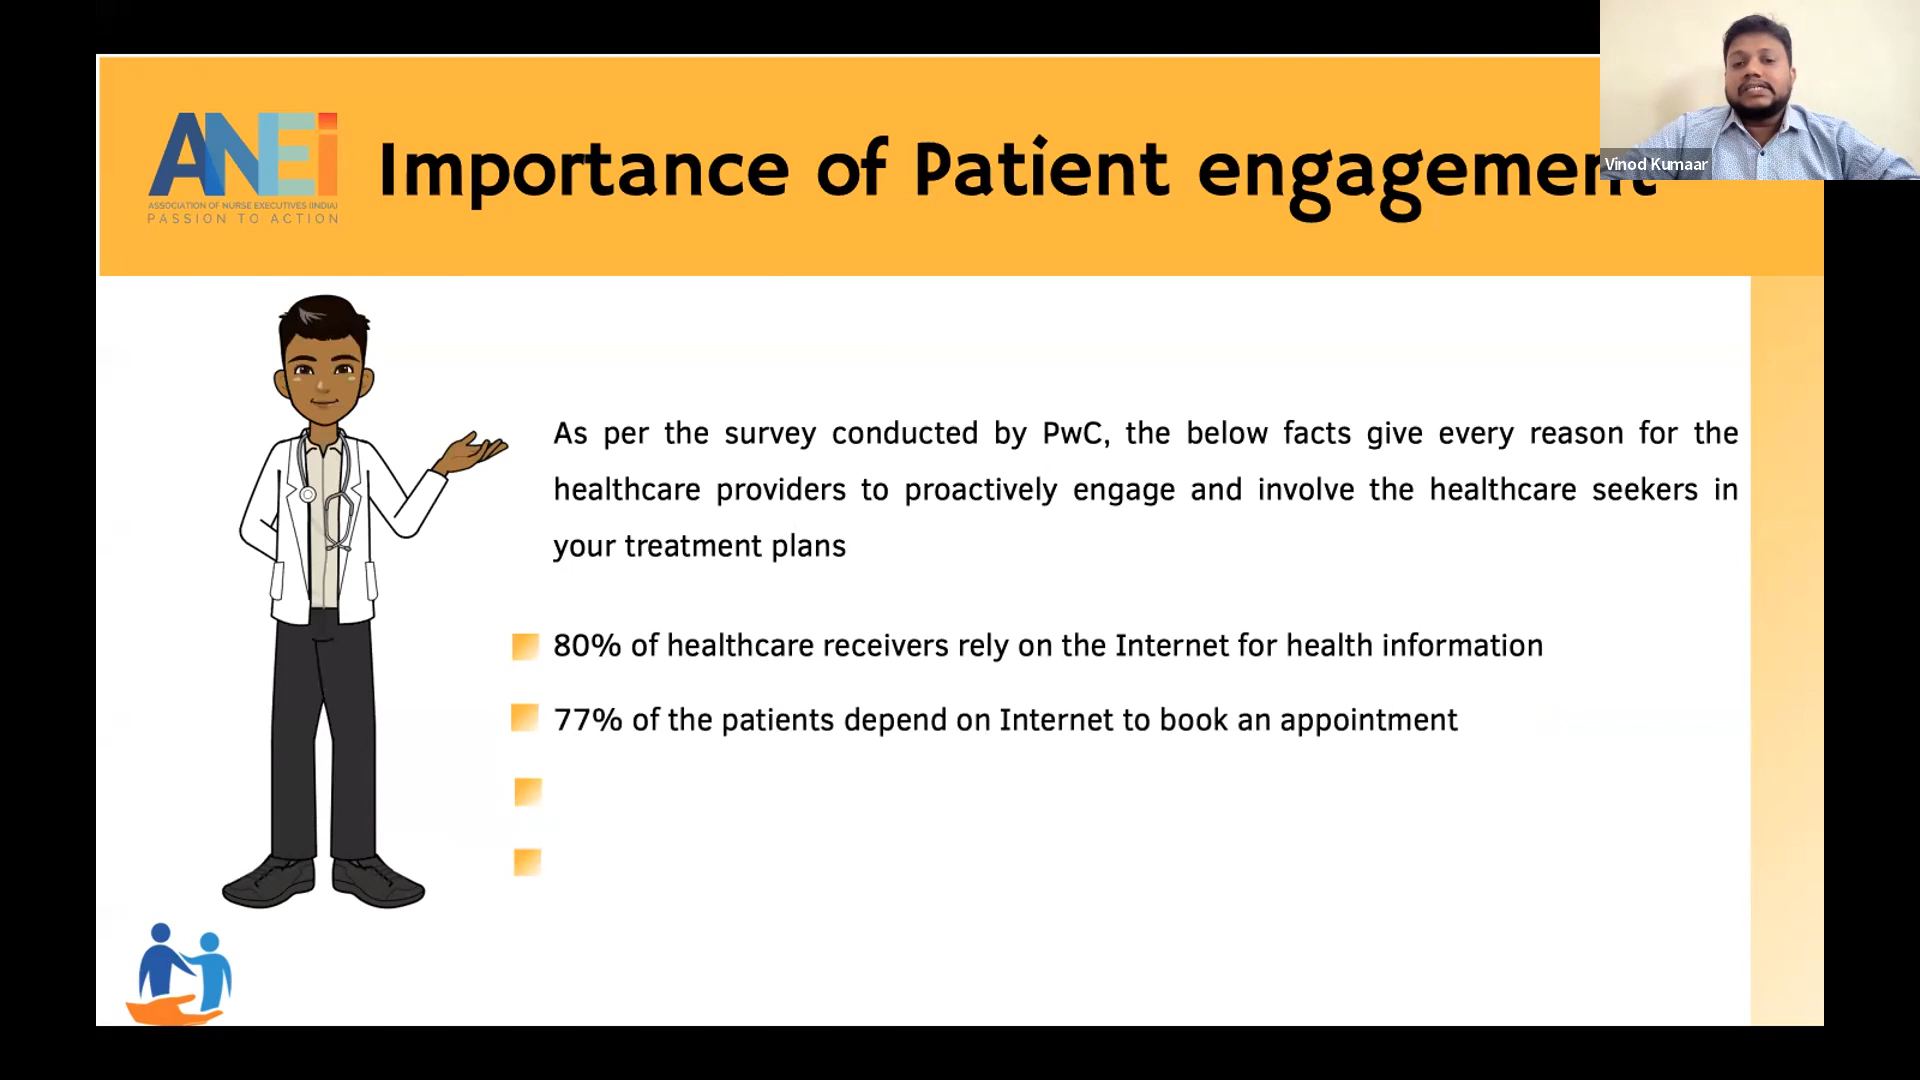 ANEi
ASSOCIATION OF NURSE EXECUTIVES (INDIA)
PASSION TO ACTION
Importance of Patient engagement
Vinod Kumaar
As per the survey conducted by PwC, the below facts give every reason for the
healthcare providers to proactively engage and involve the healthcare seekers in
your treatment plans
80% of healthcare receivers rely on the Internet for health information
77% of the patients depend on Internet to book an appointment